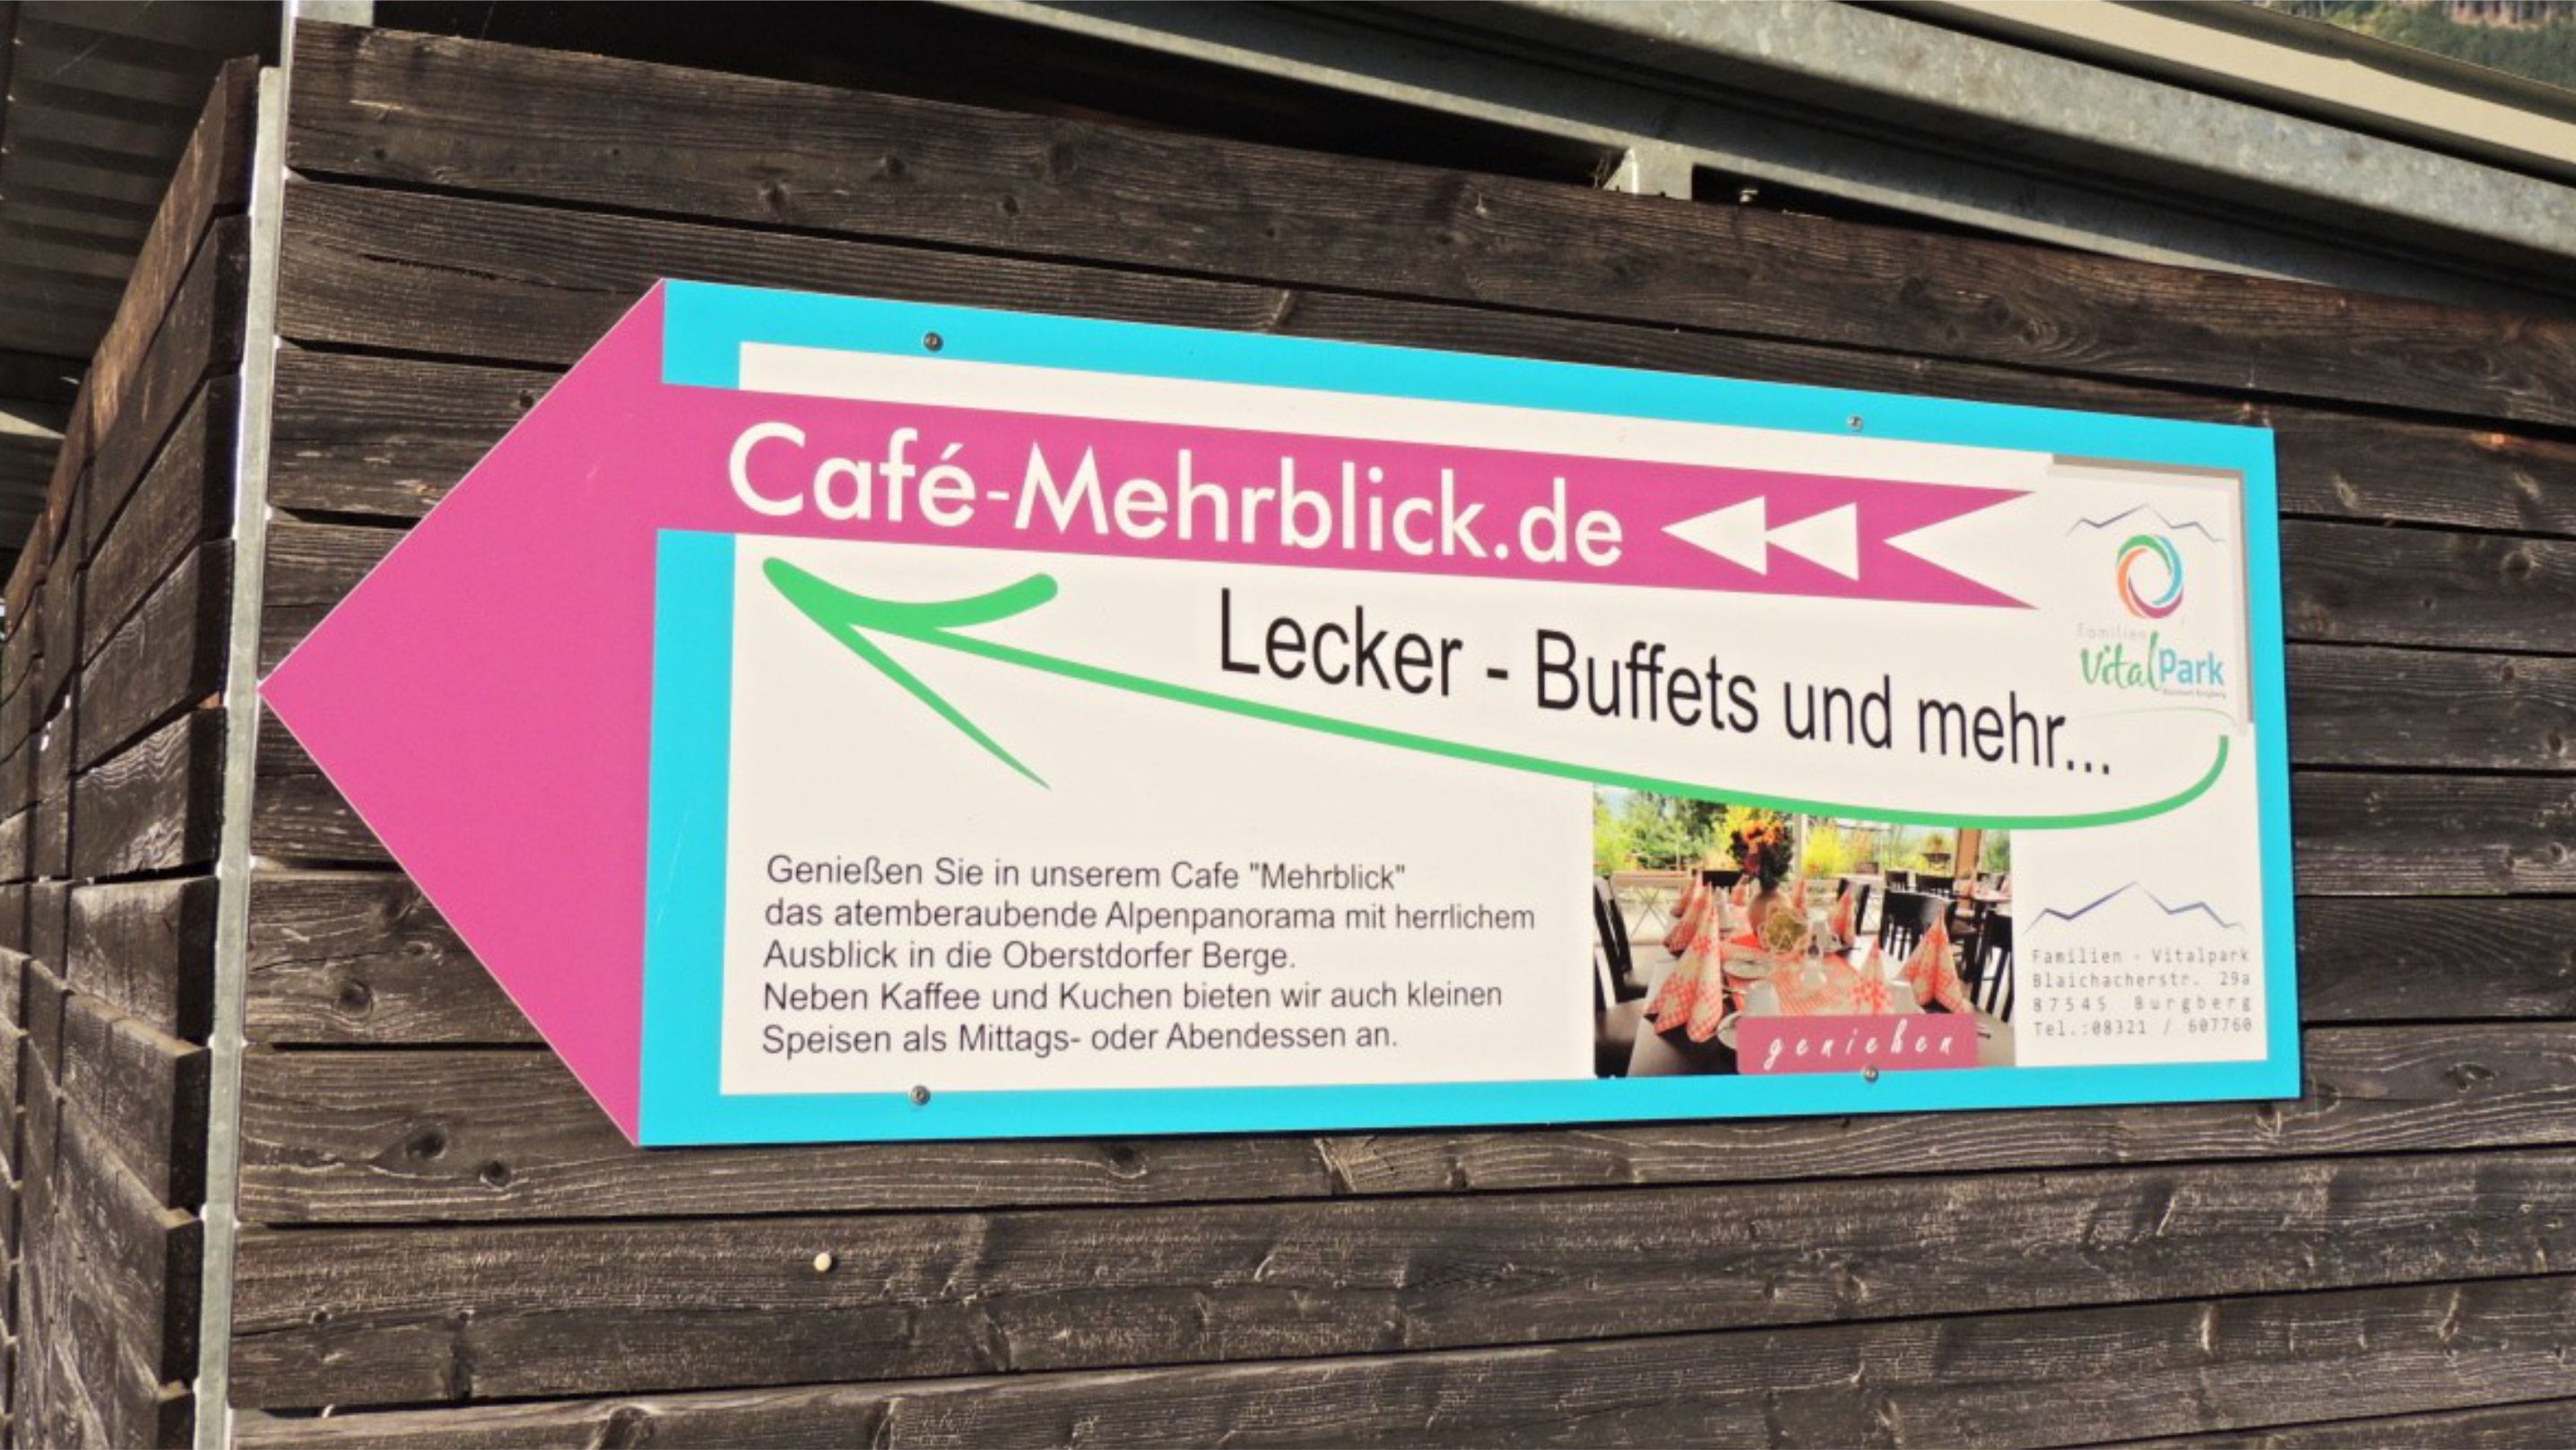 Café-Mehrblick.de
Lecker - Buffets und mehr...
Familien
VitalPark
Genießen Sie in unserem Cafe "Mehrblick"
das atemberaubende Alpenpanorama mit herrlichem
Ausblick in die Oberstdorfer Berge.
Neben Kaffee und Kuchen bieten wir auch kleinen
Speisen als Mittags- oder Abendessen an.
genießen
Familien - Vitalpark
Blaichacherstr. 29a
87545 Burgberg
Tel.:08321 / 607760